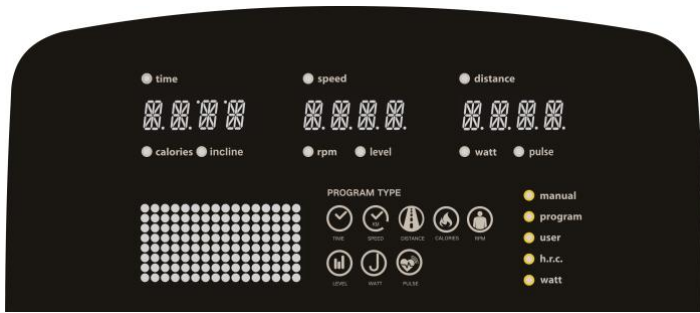 time speed distance
calories incline rpm level watt pulse
PROGRAM TYPE
TIME SPEED DISTANCE CALORIES RPM
LEVEL WATT PULSE
manual
program
user
h.r.c.
watt